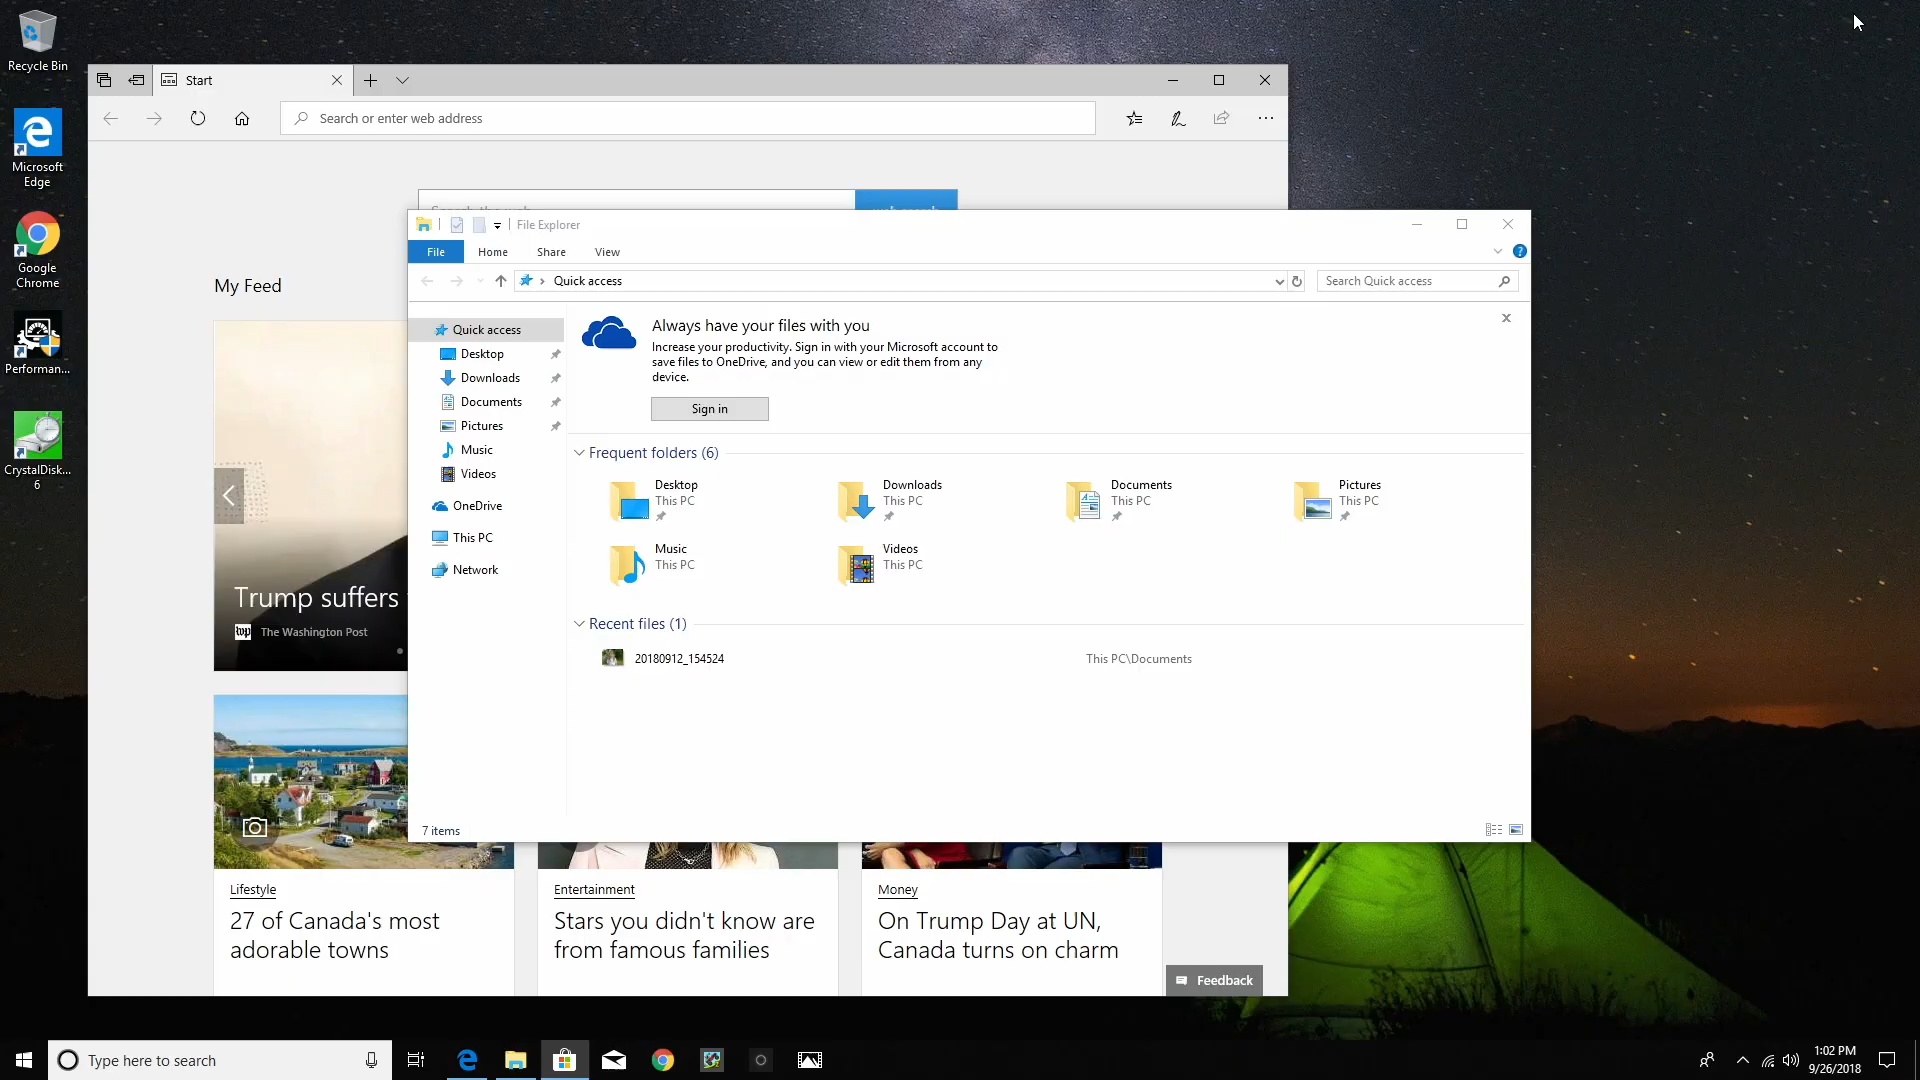 Recycle Bin
Microsoft
Edge
Google
Chrome
Performan...
CrystalDisk...
6
Start
Search or enter web address
My Feed
Trump suffers
wp The Washington Post
Lifestyle
27 of Canada's most
adorable towns
Entertainment
Stars you didn't know are
from famous families
Money
On Trump Day at UN,
Canada turns on charm
Feedback
File Explorer
File Home Share View
Quick access
Search Quick access
Quick access
Desktop
Downloads
Documents
Pictures
Music
Videos
OneDrive
This PC
Network
Always have your files with you
Increase your productivity. Sign in with your Microsoft account to
save files to OneDrive, and you can view or edit them from any
device.
Sign in
Frequent folders (6)
Desktop
This PC
Downloads
This PC
Documents
This PC
Pictures
This PC
Music
This PC
Videos
This PC
Recent files (1)
20180912_154524 This PC\Documents
7 items
Type here to search
1:02 PM
9/26/2018